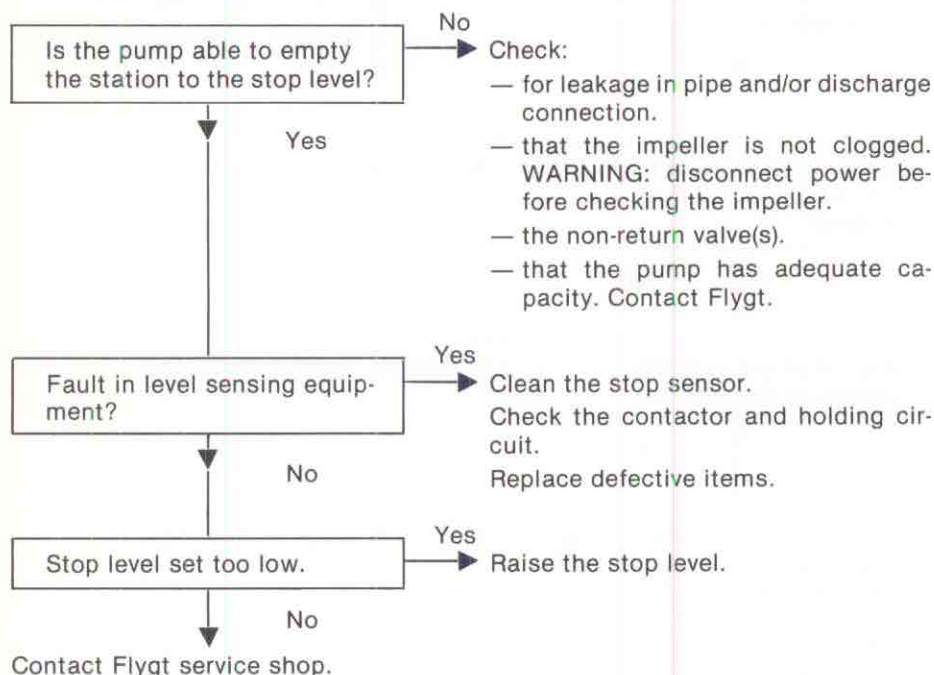 Is the pump able to empty
the station to the stop level?
No
Check:
— for leakage in pipe and/or discharge
connection.
— that the impeller is not clogged.
WARNING: disconnect power be-
fore checking the impeller.
— the non-return valve(s).
— that the pump has adequate ca-
pacity. Contact Flygt.
Yes
Fault in level sensing equip-
ment?
Yes
Clean the stop sensor.
Check the contactor and holding cir-
cuit.
Replace defective items.
No
Stop level set too low.
Yes
Raise the stop level.
No
Contact Flygt service shop.